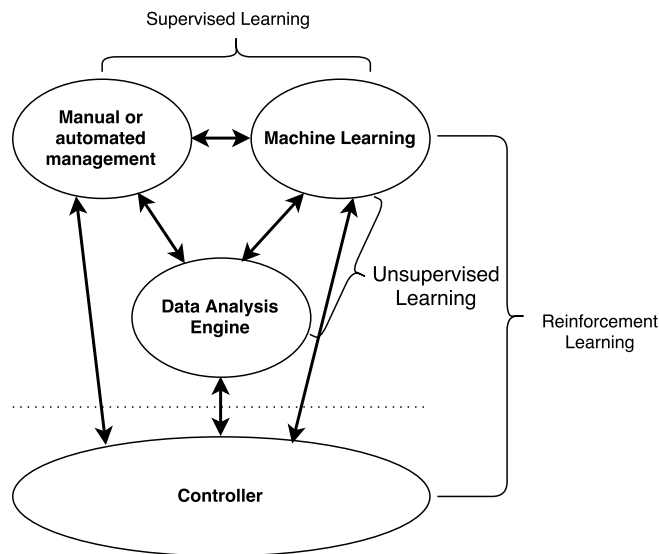 Supervised Learning
Manual or
automated
management
Machine Learning
Data Analysis
Engine
Unsupervised
Learning
Reinforcement
Learning
Controller